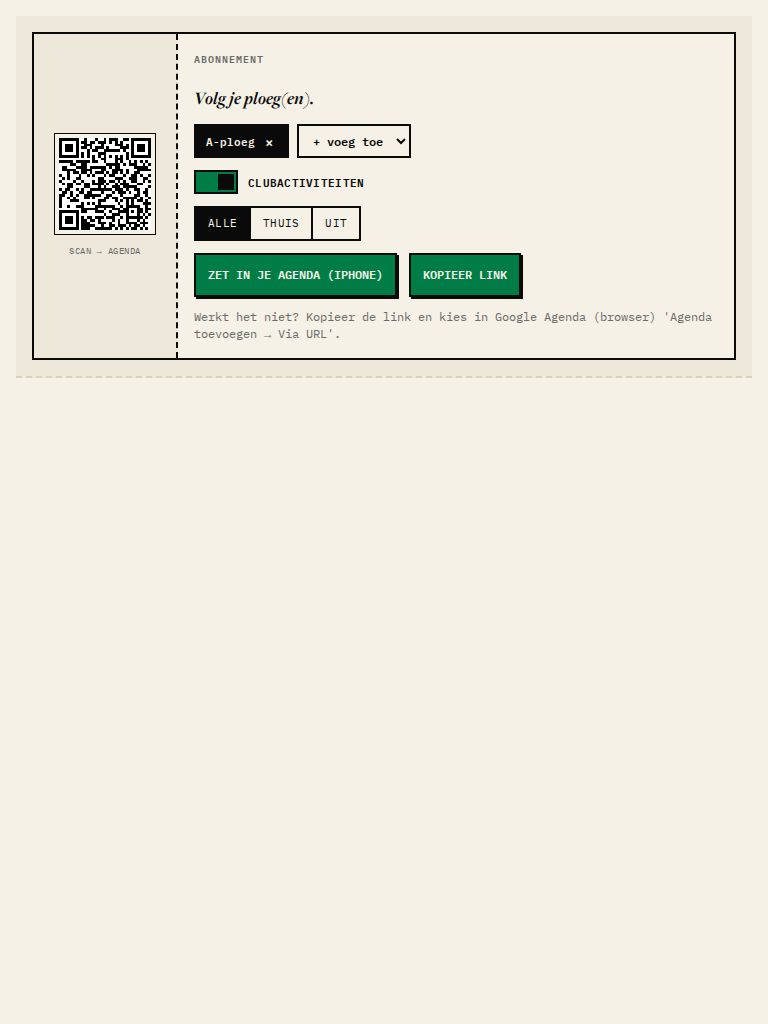 ABONNEMENT
Volg je ploeg(en).
A-ploeg ×
+ voeg toe
CLUBACTIVITEITEN
ALLE THUIS UIT
ZET IN JE AGENDA (IPHONE) KOPIEER LINK
Werkt het niet? Kopieer de link en kies in Google Agenda (browser) 'Agenda
toevoegen → Via URL'.
SCAN → AGENDA